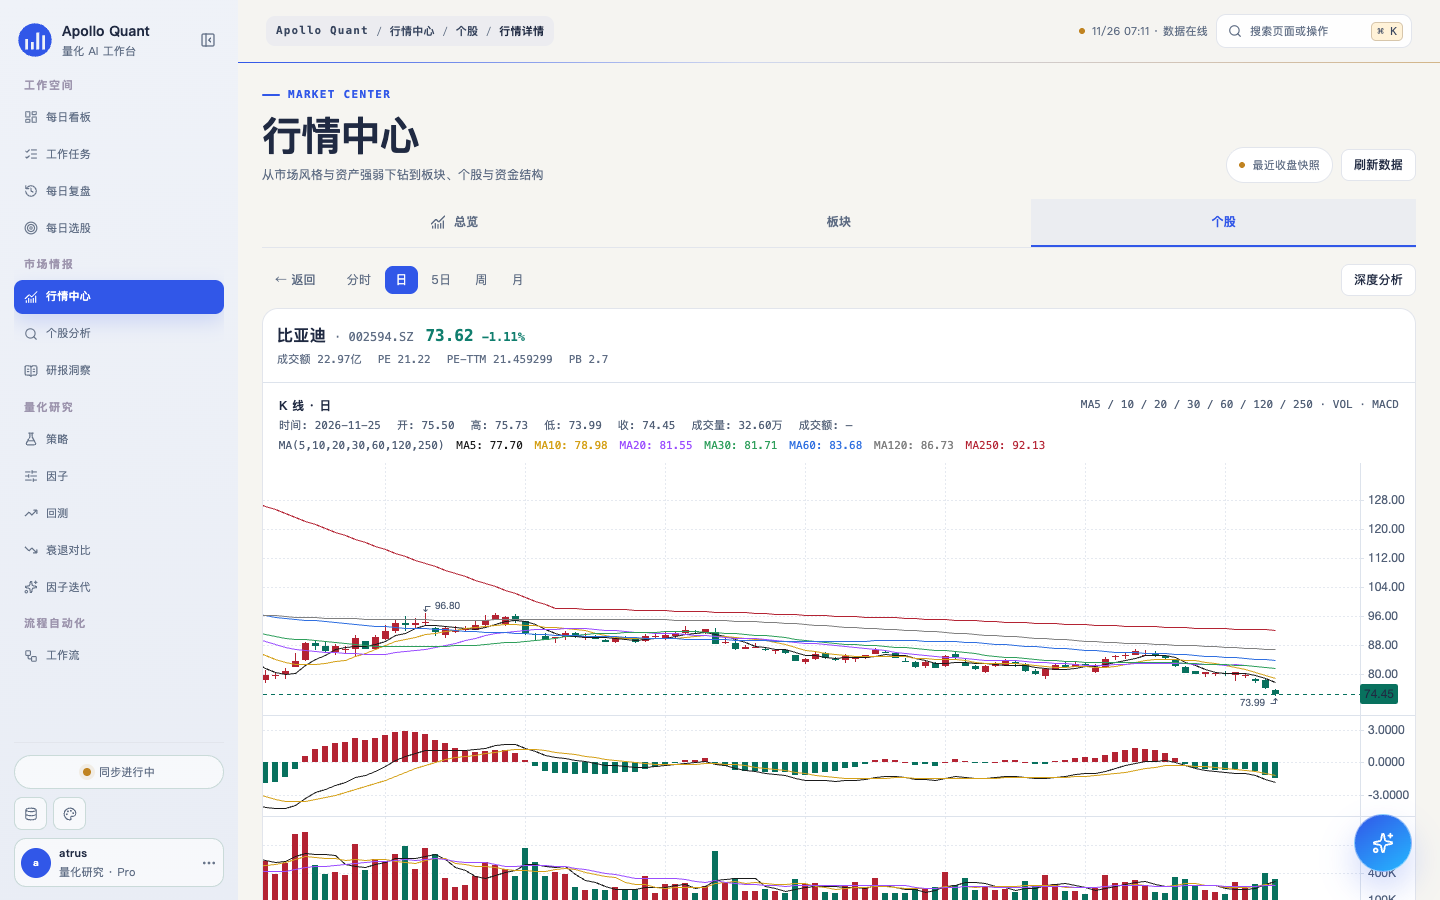 Apollo Quant
量化 AI 工作台
工作空间
每日看板
工作任务
每日复盘
每日选股
市场情报
行情中心
个股分析
研报洞察
量化研究
策略
因子
回测
衰退对比
因子迭代
流程自动化
工作流
同步进行中
a
atrus
量化研究 · Pro
Apollo Quant / 行情中心 / 个股 / 行情详情
11/26 07:11 · 数据在线
搜索页面或操作
⌘ K
MARKET CENTER
行情中心
从市场风格与资产强弱下钻到板块、个股与资金结构
最近收盘快照
刷新数据
总览
板块
个股
← 返回
分时
日
5日
周
月
深度分析
比亚迪 · 002594.SZ 73.62 -1.11%
成交额 22.97亿 PE 21.22 PE-TTM 21.459299 PB 2.7
K 线 · 日
MA5 / 10 / 20 / 30 / 60 / 120 / 250 · VOL · MACD
时间: 2026-11-25 开: 75.50 高: 75.73 低: 73.99 收: 74.45 成交量: 32.60万 成交额: —
MA(5,10,20,30,60,120,250) MA5: 77.70 MA10: 78.98 MA20: 81.55 MA30: 81.71 MA60: 83.68 MA120: 86.73 MA250: 92.13
128.00
120.00
112.00
104.00
96.80
96.00
88.00
80.00
74.45
73.99
3.0000
0.0000
-3.0000
400K
100K